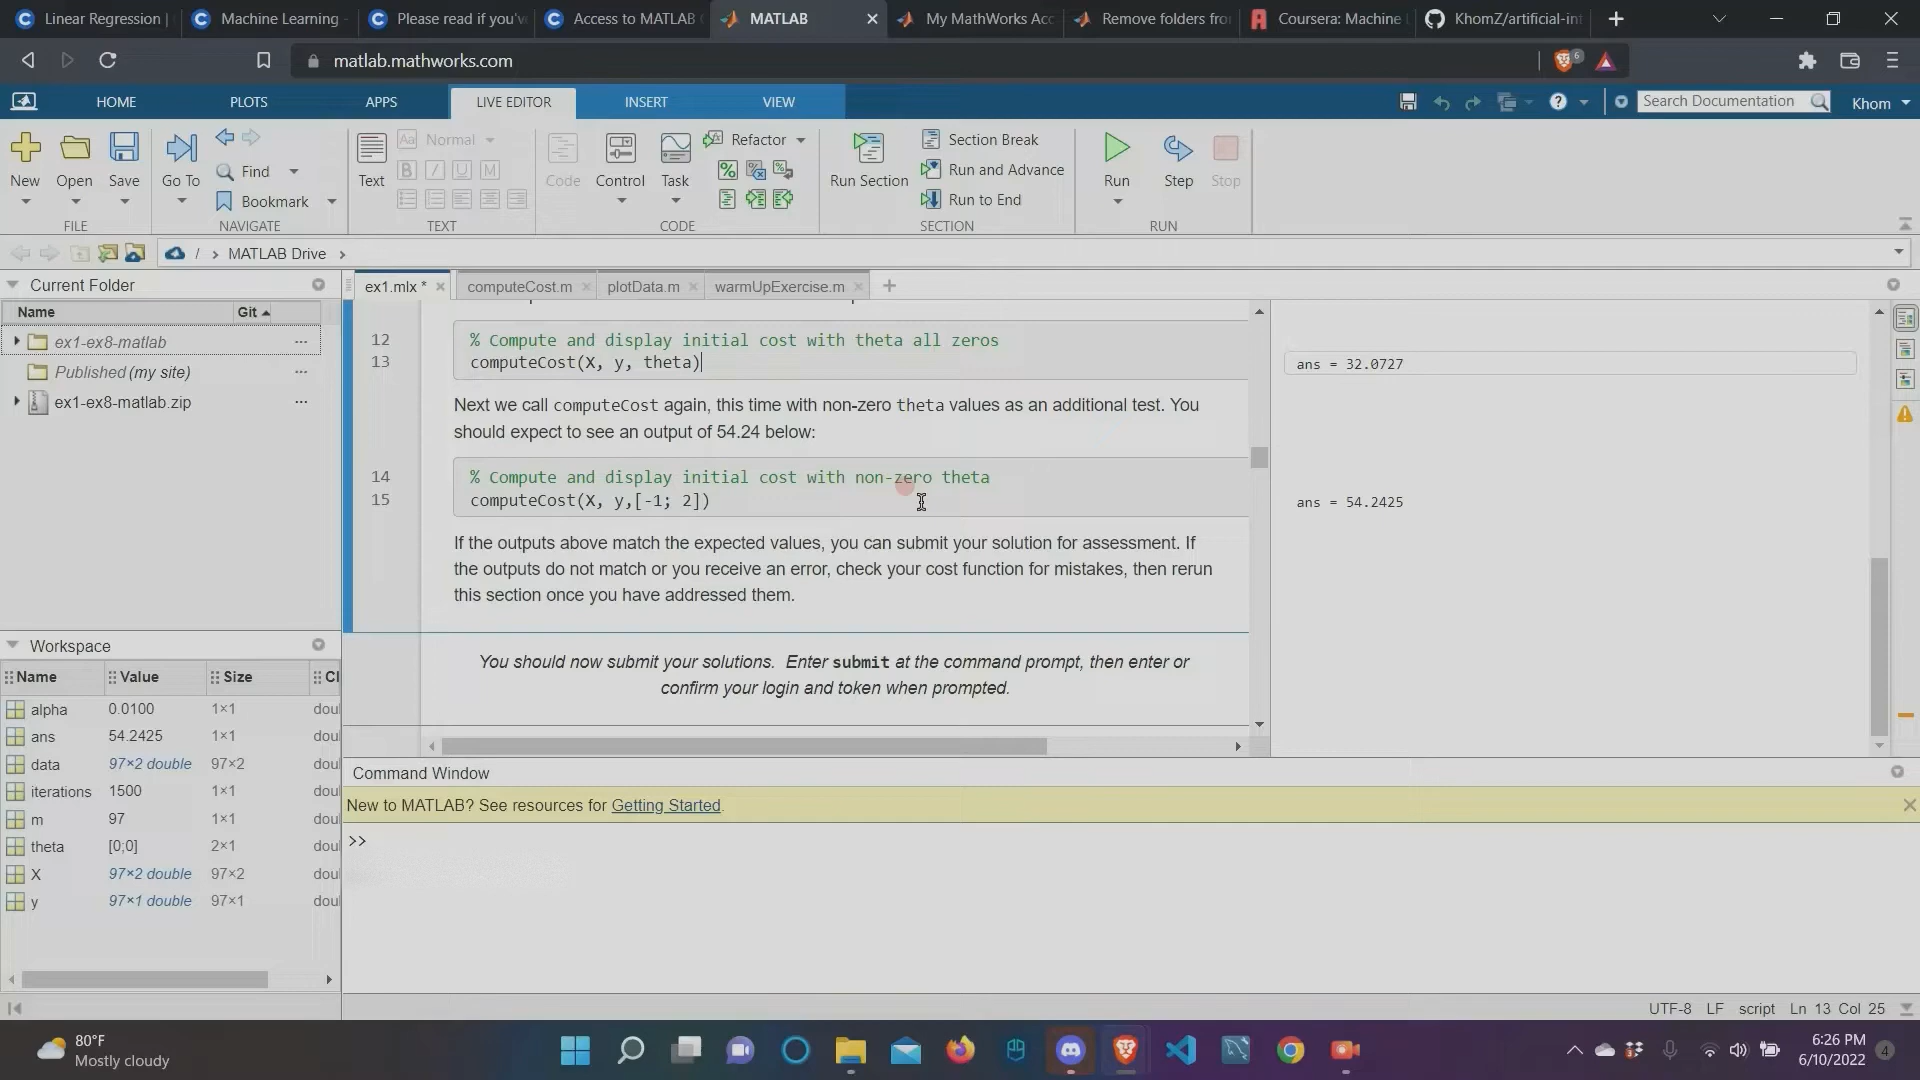 Linear Regression |
Machine Learning -
Please read if you'v
Access to MATLAB
MATLAB
My MathWorks Acc
Remove folders fro
Coursera: Machine
KhomZ/artificial-int
matlab.mathworks.com
6
HOME
PLOTS
APPS
LIVE EDITOR
INSERT
VIEW
Search Documentation
Khom
New
Open
Save
FILE
Go To
Find
Bookmark
NAVIGATE
Text
Aa Normal
B I U M
TEXT
Code
Control
Task
Refactor
CODE
Run Section
Section Break
Run and Advance
Run to End
SECTION
Run
Step
Stop
RUN
/ › MATLAB Drive ›
Current Folder
Name
Git
ex1-ex8-matlab
Published (my site)
ex1-ex8-matlab.zip
ex1.mlx *
computeCost.m
plotData.m
warmUpExercise.m
12 % Compute and display initial cost with theta all zeros
13 computeCost(X, y, theta)
ans = 32.0727
Next we call computeCost again, this time with non-zero theta values as an additional test. You
should expect to see an output of 54.24 below:
14 % Compute and display initial cost with non-zero theta
15 computeCost(X, y,[-1; 2])
ans = 54.2425
If the outputs above match the expected values, you can submit your solution for assessment. If
the outputs do not match or you receive an error, check your cost function for mistakes, then rerun
this section once you have addressed them.
You should now submit your solutions. Enter submit at the command prompt, then enter or
confirm your login and token when prompted.
Workspace
Name Value Size Cl
alpha 0.0100 1×1 dou
ans 54.2425 1×1 dou
data 97×2 double 97×2 dou
iterations 1500 1×1 dou
m 97 1×1 dou
theta [0;0] 2×1 dou
X 97×2 double 97×2 dou
y 97×1 double 97×1 dou
Command Window
New to MATLAB? See resources for Getting Started.
>>
UTF-8 LF script Ln 13 Col 25
80°F
Mostly cloudy
6:26 PM
6/10/2022
4